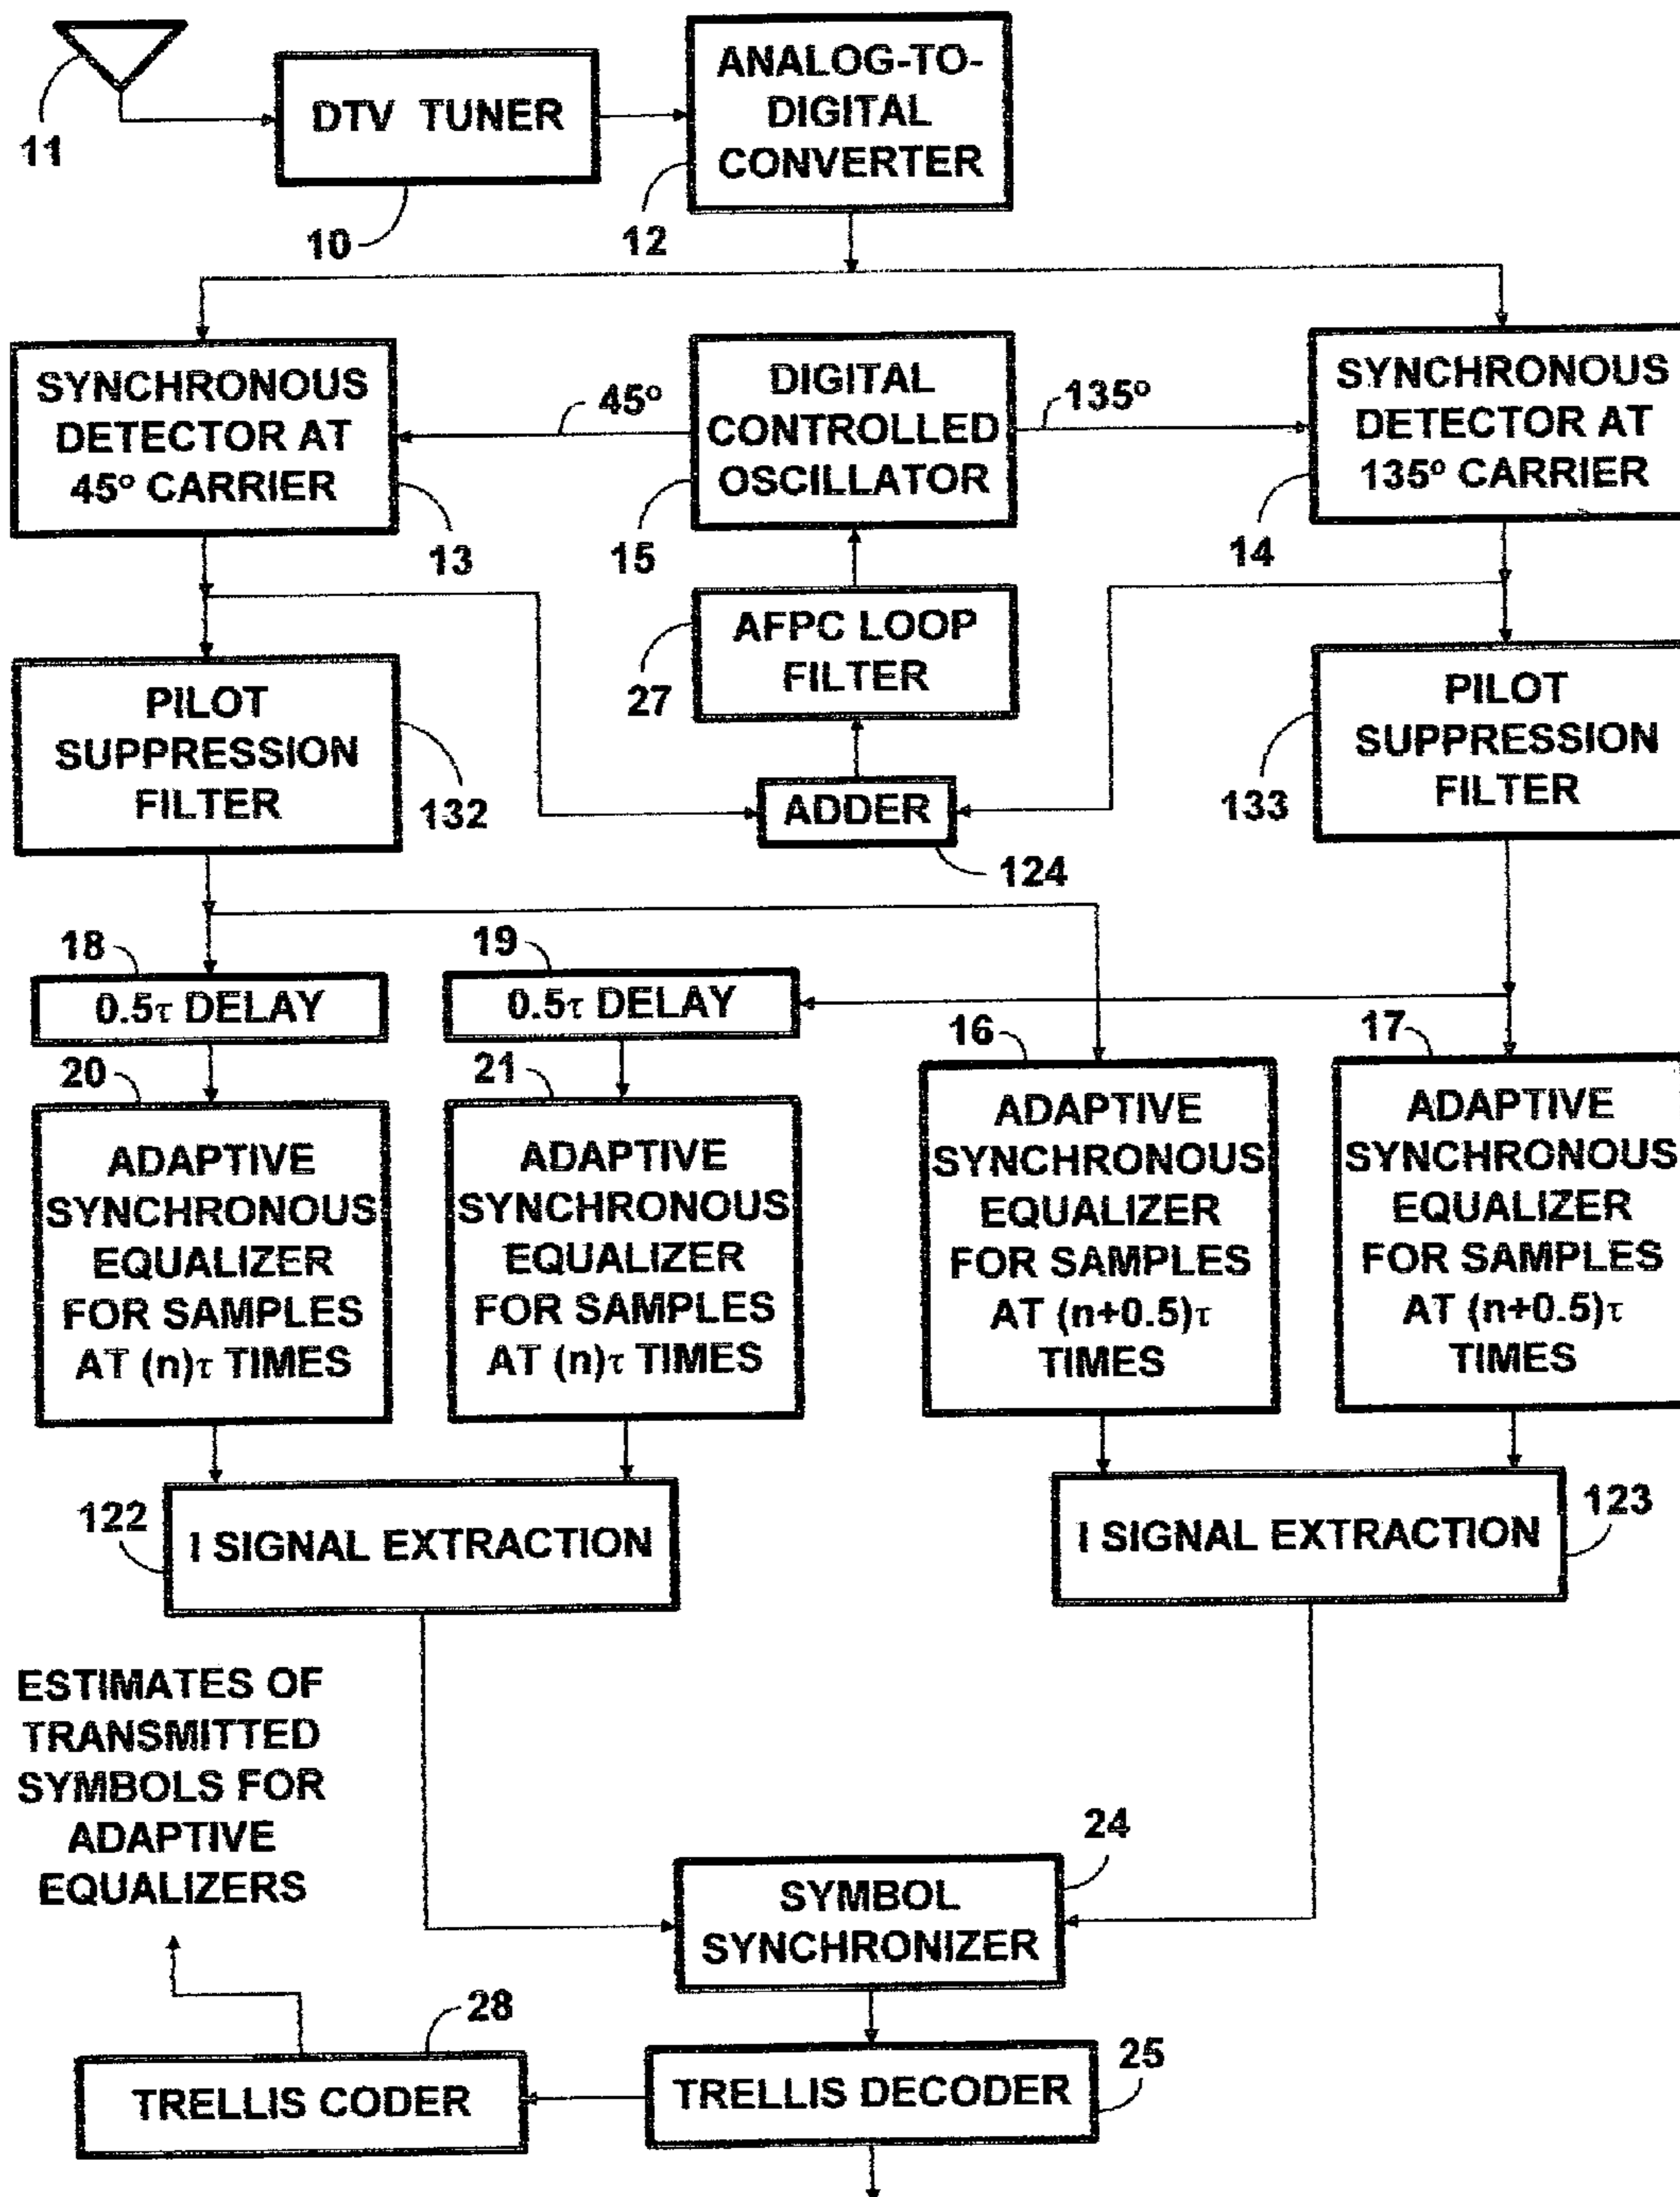 11
DTV TUNER
10
ANALOG-TO-
DIGITAL
CONVERTER
12
SYNCHRONOUS
DETECTOR AT
45º CARRIER
13
45º
DIGITAL
CONTROLLED
OSCILLATOR
15
135º
SYNCHRONOUS
DETECTOR AT
135º CARRIER
14
AFPC LOOP
FILTER
27
PILOT
SUPPRESSION
FILTER
132
ADDER
124
PILOT
SUPPRESSION
FILTER
133
18
0.5τ DELAY
19
0.5τ DELAY
20
ADAPTIVE
SYNCHRONOUS
EQUALIZER
FOR SAMPLES
AT (n)τ TIMES
21
ADAPTIVE
SYNCHRONOUS
EQUALIZER
FOR SAMPLES
AT (n)τ TIMES
16
ADAPTIVE
SYNCHRONOUS
EQUALIZER
FOR SAMPLES
AT (n+0.5)τ
TIMES
17
ADAPTIVE
SYNCHRONOUS
EQUALIZER
FOR SAMPLES
AT (n+0.5)τ
TIMES
122
I SIGNAL EXTRACTION
I SIGNAL EXTRACTION
123
ESTIMATES OF
TRANSMITTED
SYMBOLS FOR
ADAPTIVE
EQUALIZERS
24
SYMBOL
SYNCHRONIZER
28
TRELLIS CODER
TRELLIS DECODER
25